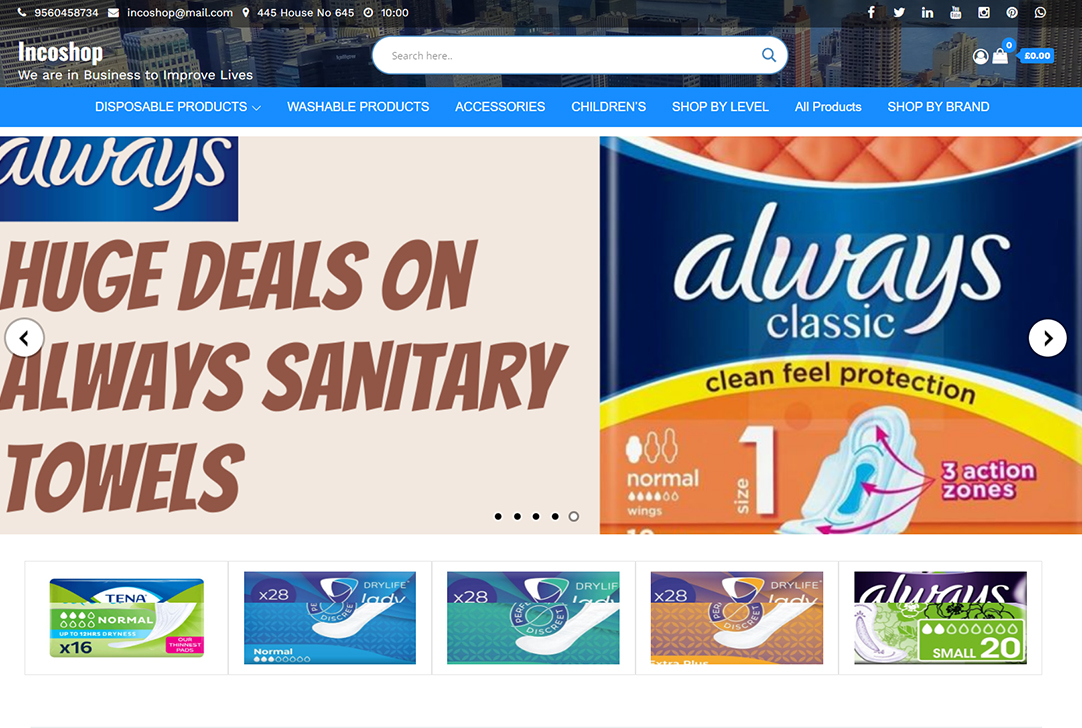 9560458734 incoshop@mail.com 445 House No 645 10:00
Incoshop
We are in Business to Improve Lives
Search here..
0
£0.00
DISPOSABLE PRODUCTS WASHABLE PRODUCTS ACCESSORIES CHILDREN'S SHOP BY LEVEL All Products SHOP BY BRAND
always
HUGE DEALS ON
ALWAYS SANITARY
TOWELS
always
classic
clean feel protection
normal
wings
size 1
3 action
zones
TENA
NORMAL
UP TO 12HRS DRYNESS
x16
OUR
THINNEST
PADS
x28
DRYLIFE
lady
DISCREET
Normal
x28
DRYLIF
lady
DISCREET
x28
DRYLIFE
lady
DISCREET
Extra Plus
always
SMALL 20